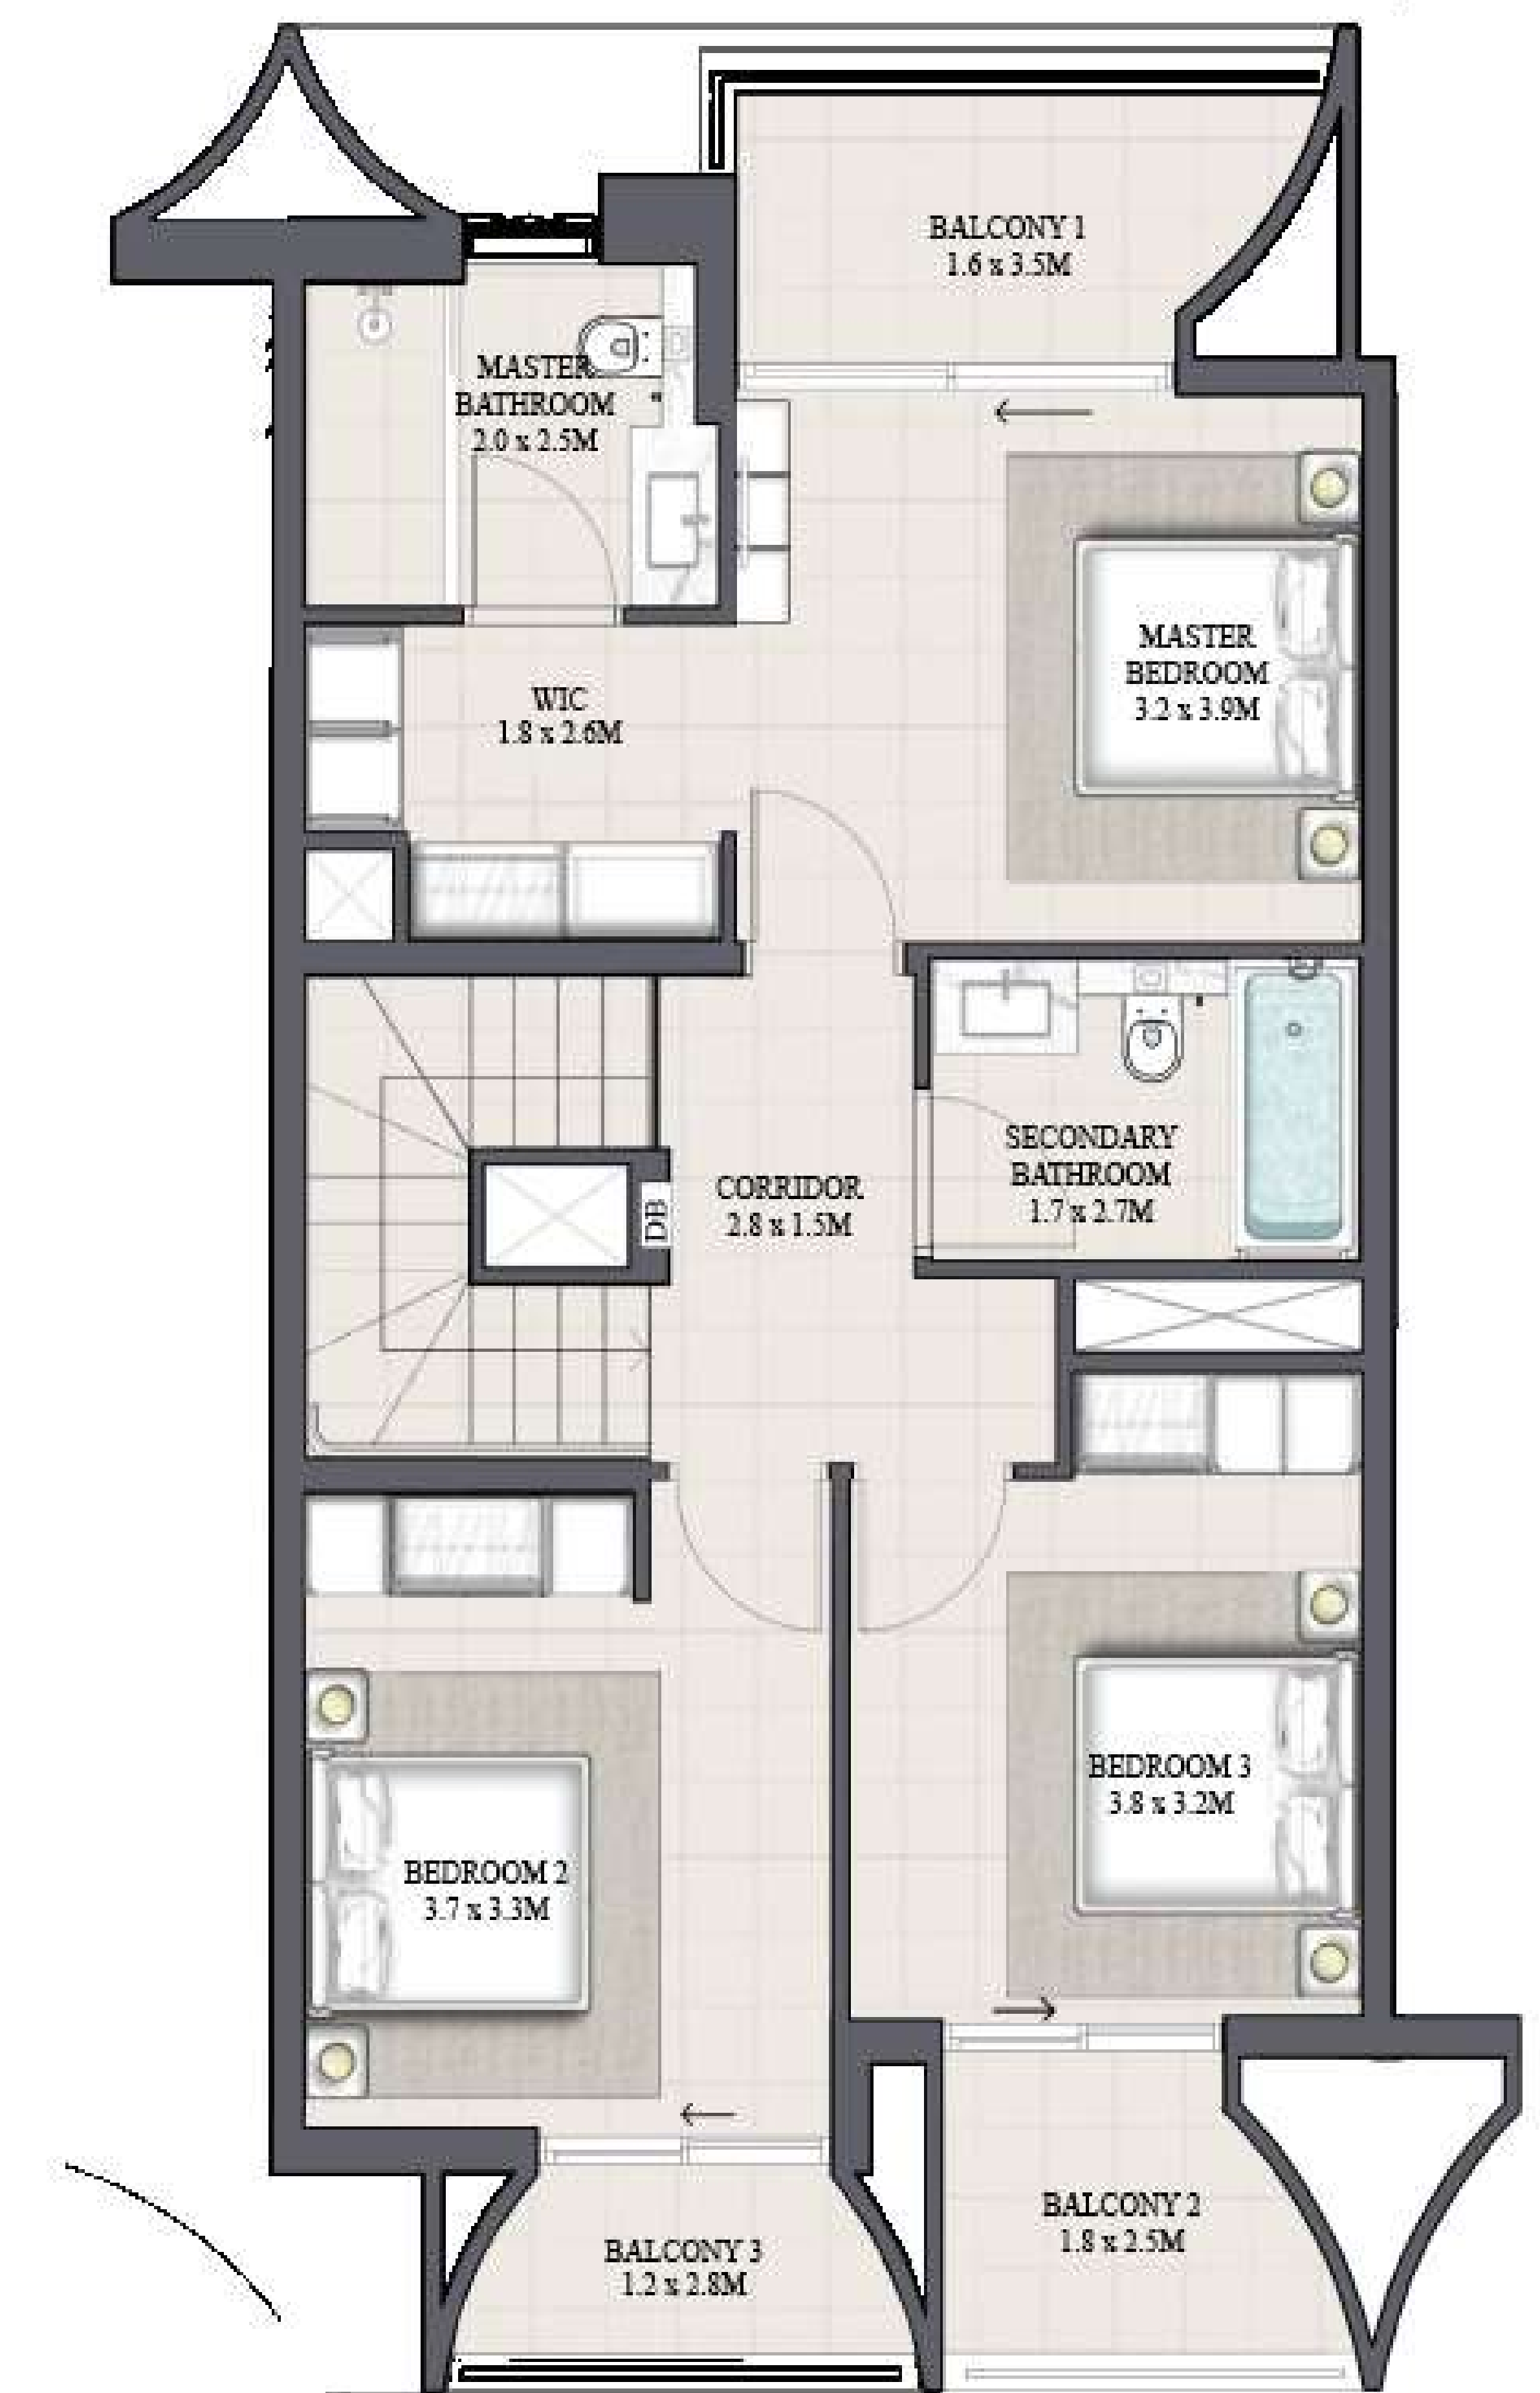 BALCONY 1
1.6 x 3.5M
MASTER
BATHROOM
2.0 x 2.5M
MASTER
BEDROOM
3.2 x 3.9M
WIC
1.8 x 2.6M
SECONDARY
BATHROOM
1.7 x 2.7M
CORRIDOR
2.8 x 1.5M
DB
BEDROOM 3
3.8 x 3.2M
BEDROOM 2
3.7 x 3.3M
BALCONY 2
1.8 x 2.5M
BALCONY 3
1.2 x 2.8M